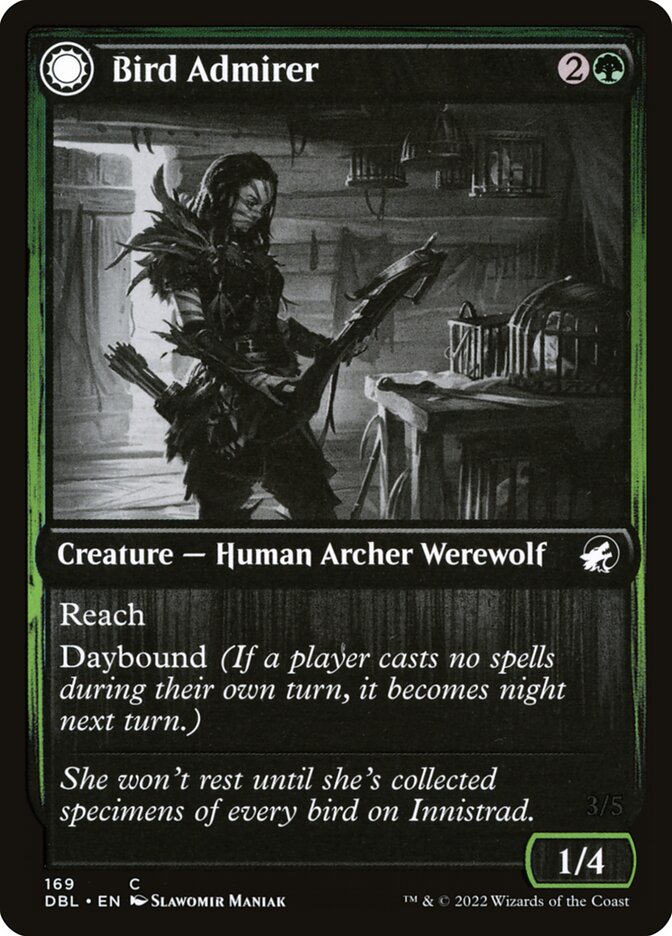 Bird Admirer 2
Creature — Human Archer Werewolf
Reach
Daybound (If a player casts no spells
during their own turn, it becomes night
next turn.)
She won't rest until she's collected
specimens of every bird on Innistrad.
3/5
1/4
169 C
DBL • EN Slawomir Maniak ™ & © 2022 Wizards of the Coast